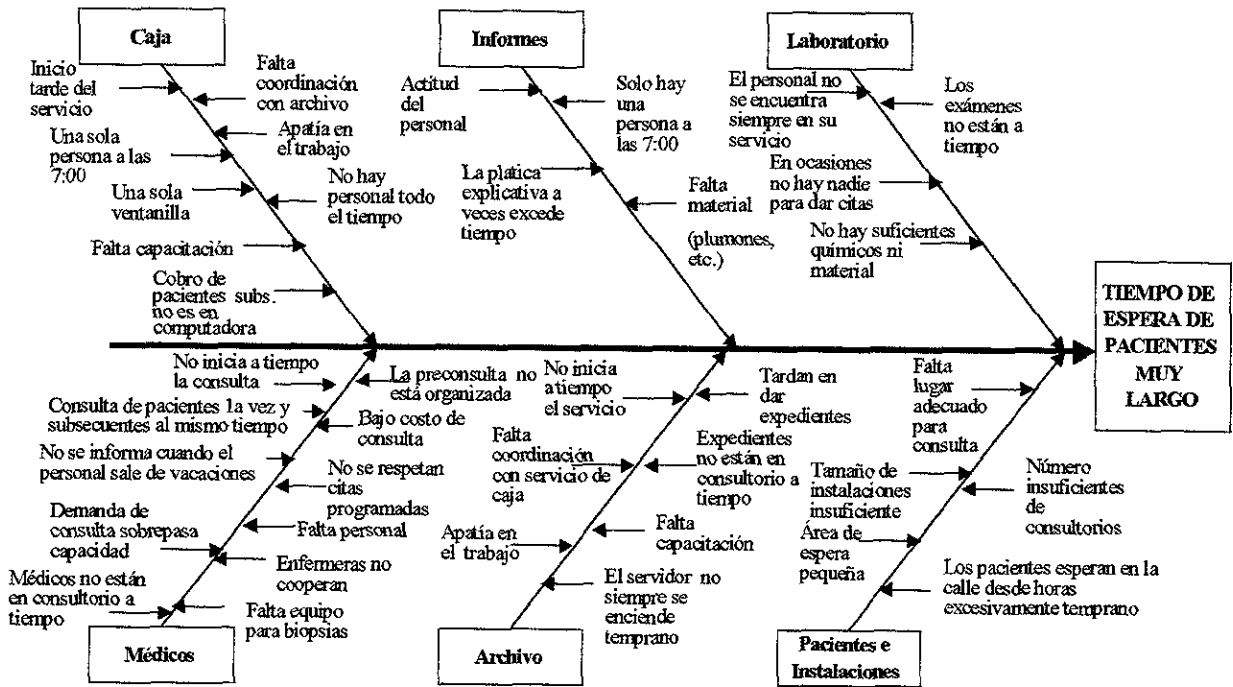 Caja
Inicio
tarde del
servicio
Falta
coordinación
con archivo
Apatía en
el trabajo
Una sola
persona a las
7:00
Una sola
ventanilla
No hay
personal todo
el tiempo
Falta capacitación
Cobro de
pacientes subs.
no es en
computadora
Informes
Actitud
del
personal
Solo hay
una
persona a
las 7:00
La platica
explicativa a
veces excede
tiempo
Falta
material
(plumones,
etc.)
Laboratorio
El personal no
se encuentra
siempre en su
servicio
Los
exámenes
no están a
tiempo
En ocasiones
no hay nadie
para dar citas
No hay suficientes
químicos ni
material
TIEMPO DE
ESPERA DE
PACIENTES
MUY
LARGO
No inicia a tiempo
la consulta
La preconsulta no
está organizada
Consulta de pacientes 1a vez y
subsecuentes al mismo tiempo
Bajo costo de
consulta
No se informa cuando el
personal sale de vacaciones
No se respetan
citas
programadas
Demanda de
consulta sobrepasa
capacidad
Falta personal
Enfermeras no
cooperan
Médicos no están
en consultorio a
tiempo
Falta equipo
para biopsias
Médicos
No inicia
a tiempo
el servicio
Tardan en
dar
expedientes
Falta
coordinación
con servicio de
caja
Expedientes
no están en
consultorio a
tiempo
Apatía en
el trabajo
Falta
capacitación
El servidor no
siempre se
enciende
temprano
Archivo
Falta
lugar
adecuado
para
consulta
Tamaño de
instalaciones
insuficiente
Número
insuficientes
de
consultorios
Área de
espera
pequeña
Los pacientes esperan en la
calle desde horas
excesivamente temprano
Pacientes e
Instalaciones